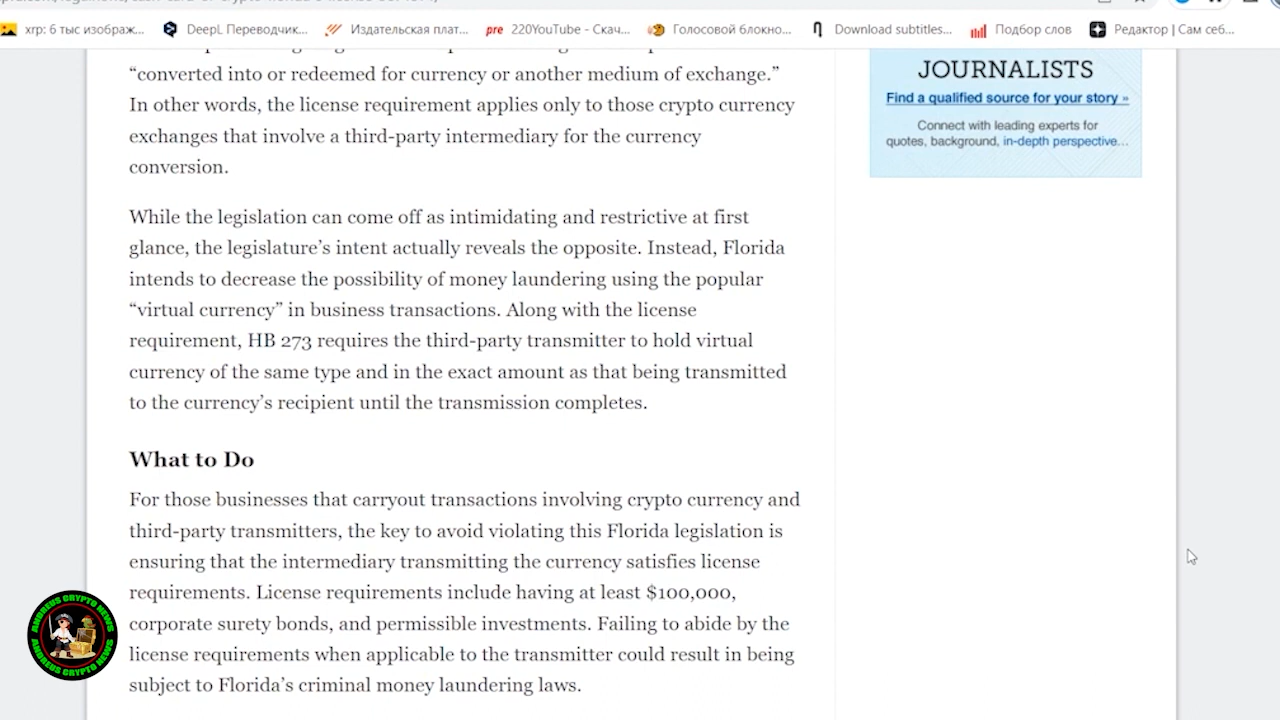 xrp: 6 тыс изображ...
DeepL Переводчик...
Издательская плат...
pre 220YouTube - Скач...
Голосовой блокно...
Download subtitles...
Подбор слов
Редактор | Сам себ...
“converted into or redeemed for currency or another medium of exchange.”
In other words, the license requirement applies only to those crypto currency
exchanges that involve a third-party intermediary for the currency
conversion.
While the legislation can come off as intimidating and restrictive at first
glance, the legislature’s intent actually reveals the opposite. Instead, Florida
intends to decrease the possibility of money laundering using the popular
“virtual currency” in business transactions. Along with the license
requirement, HB 273 requires the third-party transmitter to hold virtual
currency of the same type and in the exact amount as that being transmitted
to the currency’s recipient until the transmission completes.
What to Do
For those businesses that carryout transactions involving crypto currency and
third-party transmitters, the key to avoid violating this Florida legislation is
ensuring that the intermediary transmitting the currency satisfies license
requirements. License requirements include having at least $100,000,
corporate surety bonds, and permissible investments. Failing to abide by the
license requirements when applicable to the transmitter could result in being
subject to Florida’s criminal money laundering laws.
JOURNALISTS
Find a qualified source for your story »
Connect with leading experts for
quotes, background, in-depth perspective...
ANDREUS CRYPTO NEWS
ANDREUS CRYPTO NEWS